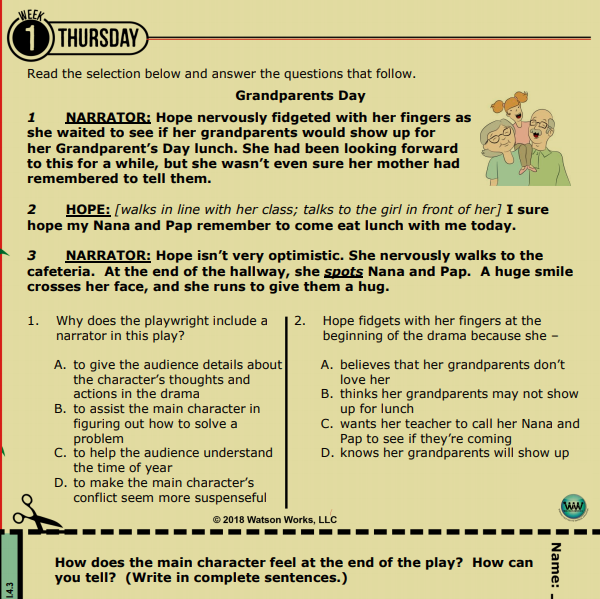 WEEK
1 THURSDAY
Read the selection below and answer the questions that follow.
Grandparents Day
1 NARRATOR: Hope nervously fidgeted with her fingers as
she waited to see if her grandparents would show up for
her Grandparent's Day lunch. She had been looking forward
to this for a while, but she wasn't even sure her mother had
remembered to tell them.
2 HOPE: [walks in line with her class; talks to the girl in front of her] I sure
hope my Nana and Pap remember to come eat lunch with me today.
3 NARRATOR: Hope isn't very optimistic. She nervously walks to the
cafeteria. At the end of the hallway, she spots Nana and Pap. A huge smile
crosses her face, and she runs to give them a hug.
1. Why does the playwright include a
narrator in this play?
A. to give the audience details about
the character's thoughts and
actions in the drama
B. to assist the main character in
figuring out how to solve a
problem
C. to help the audience understand
the time of year
D. to make the main character's
conflict seem more suspenseful
2. Hope fidgets with her fingers at the
beginning of the drama because she –
A. believes that her grandparents don't
love her
B. thinks her grandparents may not show
up for lunch
C. wants her teacher to call her Nana and
Pap to see if they're coming
D. knows her grandparents will show up
WW
© 2018 Watson Works, LLC
How does the main character feel at the end of the play? How can
you tell? (Write in complete sentences.)
Name: _
4.3